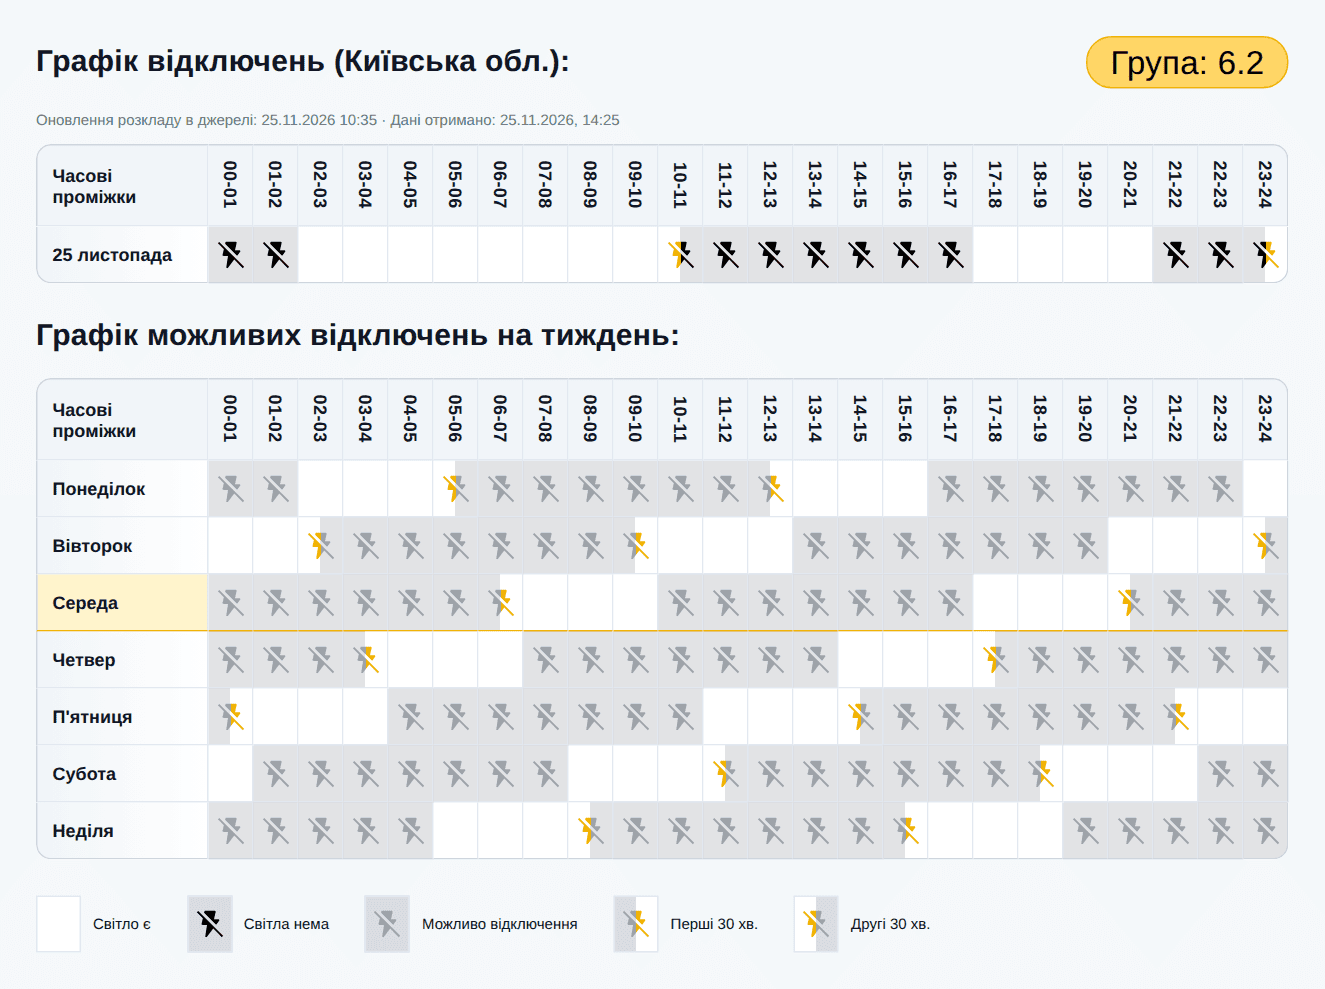 Графік відключень (Київська обл.):
Група: 6.2
Оновлення розкладу в джерелі: 25.11.2026 10:35 · Дані отримано: 25.11.2026, 14:25
Часові
проміжки
00-01 01-02 02-03 03-04 04-05 05-06 06-07 07-08 08-09 09-10 10-11 11-12 12-13 13-14 14-15 15-16 16-17 17-18 18-19 19-20 20-21 21-22 22-23 23-24
25 листопада
Графік можливих відключень на тиждень:
Часові
проміжки
00-01 01-02 02-03 03-04 04-05 05-06 06-07 07-08 08-09 09-10 10-11 11-12 12-13 13-14 14-15 15-16 16-17 17-18 18-19 19-20 20-21 21-22 22-23 23-24
Понеділок
Вівторок
Середа
Четвер
П'ятниця
Субота
Неділя
Світло є
Світла нема
Можливо відключення
Перші 30 хв.
Другі 30 хв.